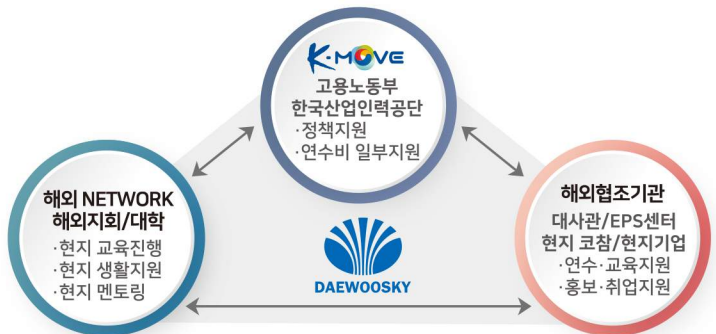 K·MOVE
고용노동부
한국산업인력공단
·정책지원
·연수비 일부지원
해외 NETWORK
해외지회/대학
·현지 교육진행
·현지 생활지원
·현지 멘토링
DAEWOOSKY
해외협조기관
대사관/EPS센터
현지 코참/현지기업
·연수·교육지원
·홍보·취업지원